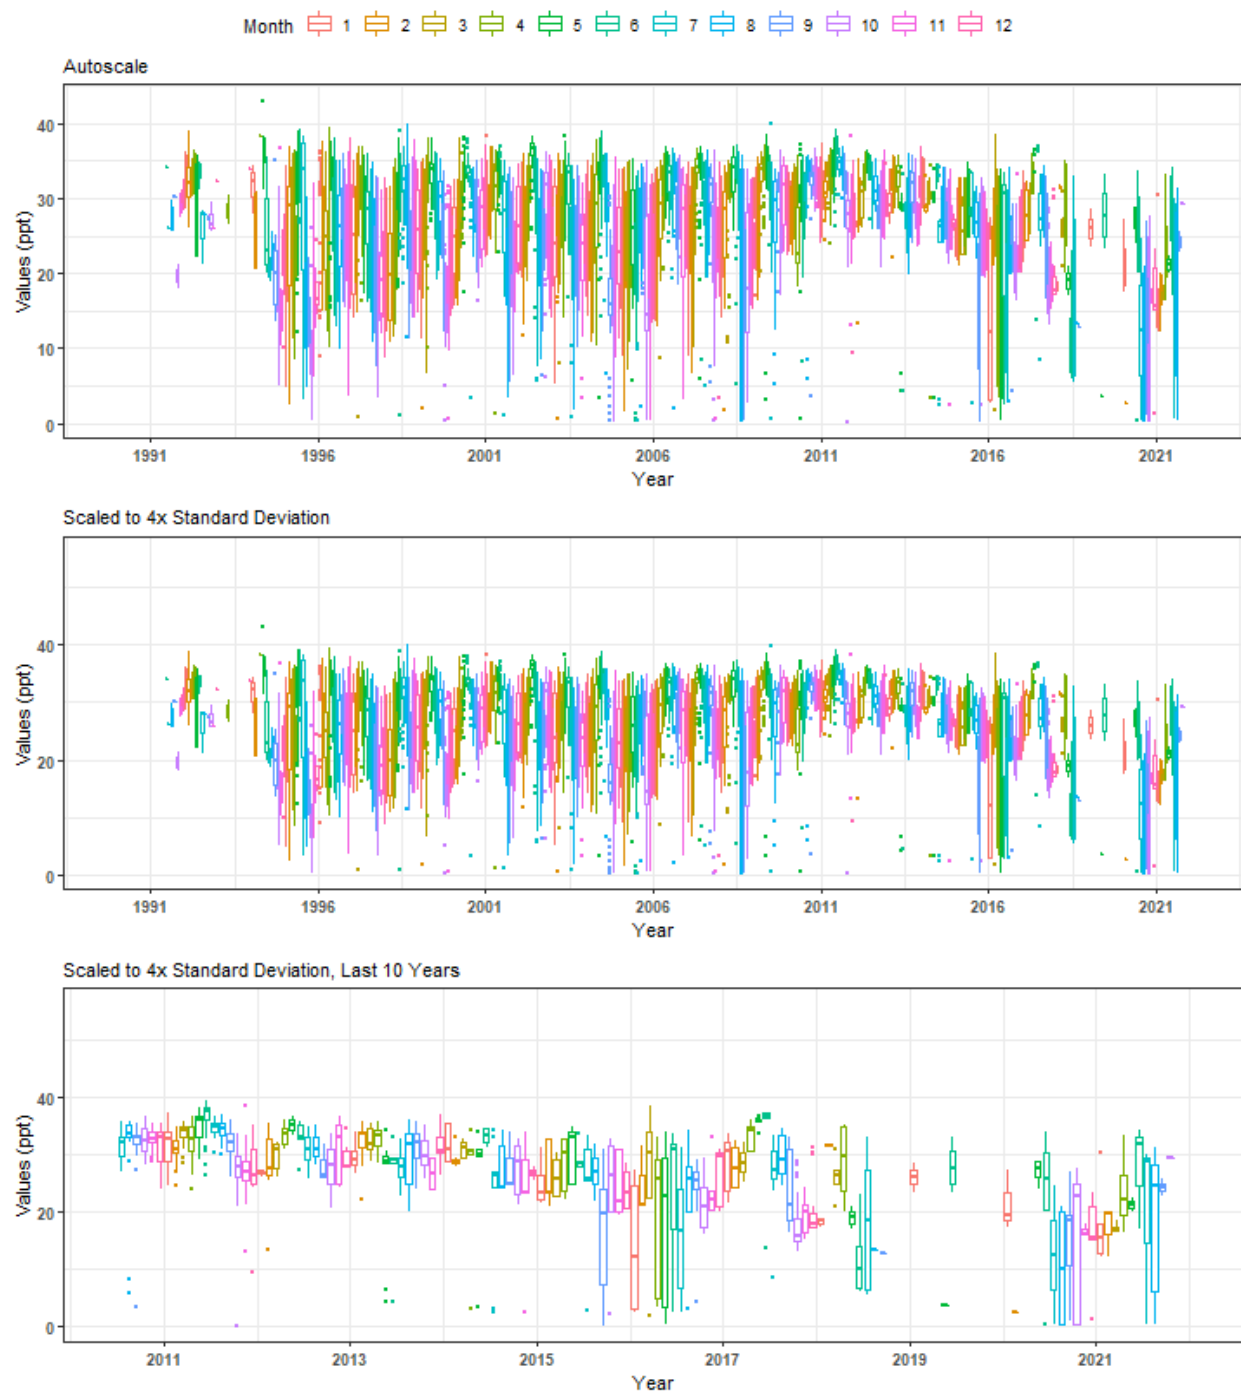 Month 1 2 3 4 5 6 7 8 9 10 11 12
Autoscale
Values (ppt)
40
30
20
10
0
1991 1996 2001 2006 2011 2016 2021
Year
Scaled to 4x Standard Deviation
Values (ppt)
40
20
0
1991 1996 2001 2006 2011 2016 2021
Year
Scaled to 4x Standard Deviation, Last 10 Years
Values (ppt)
40
20
0
2011 2013 2015 2017 2019 2021
Year